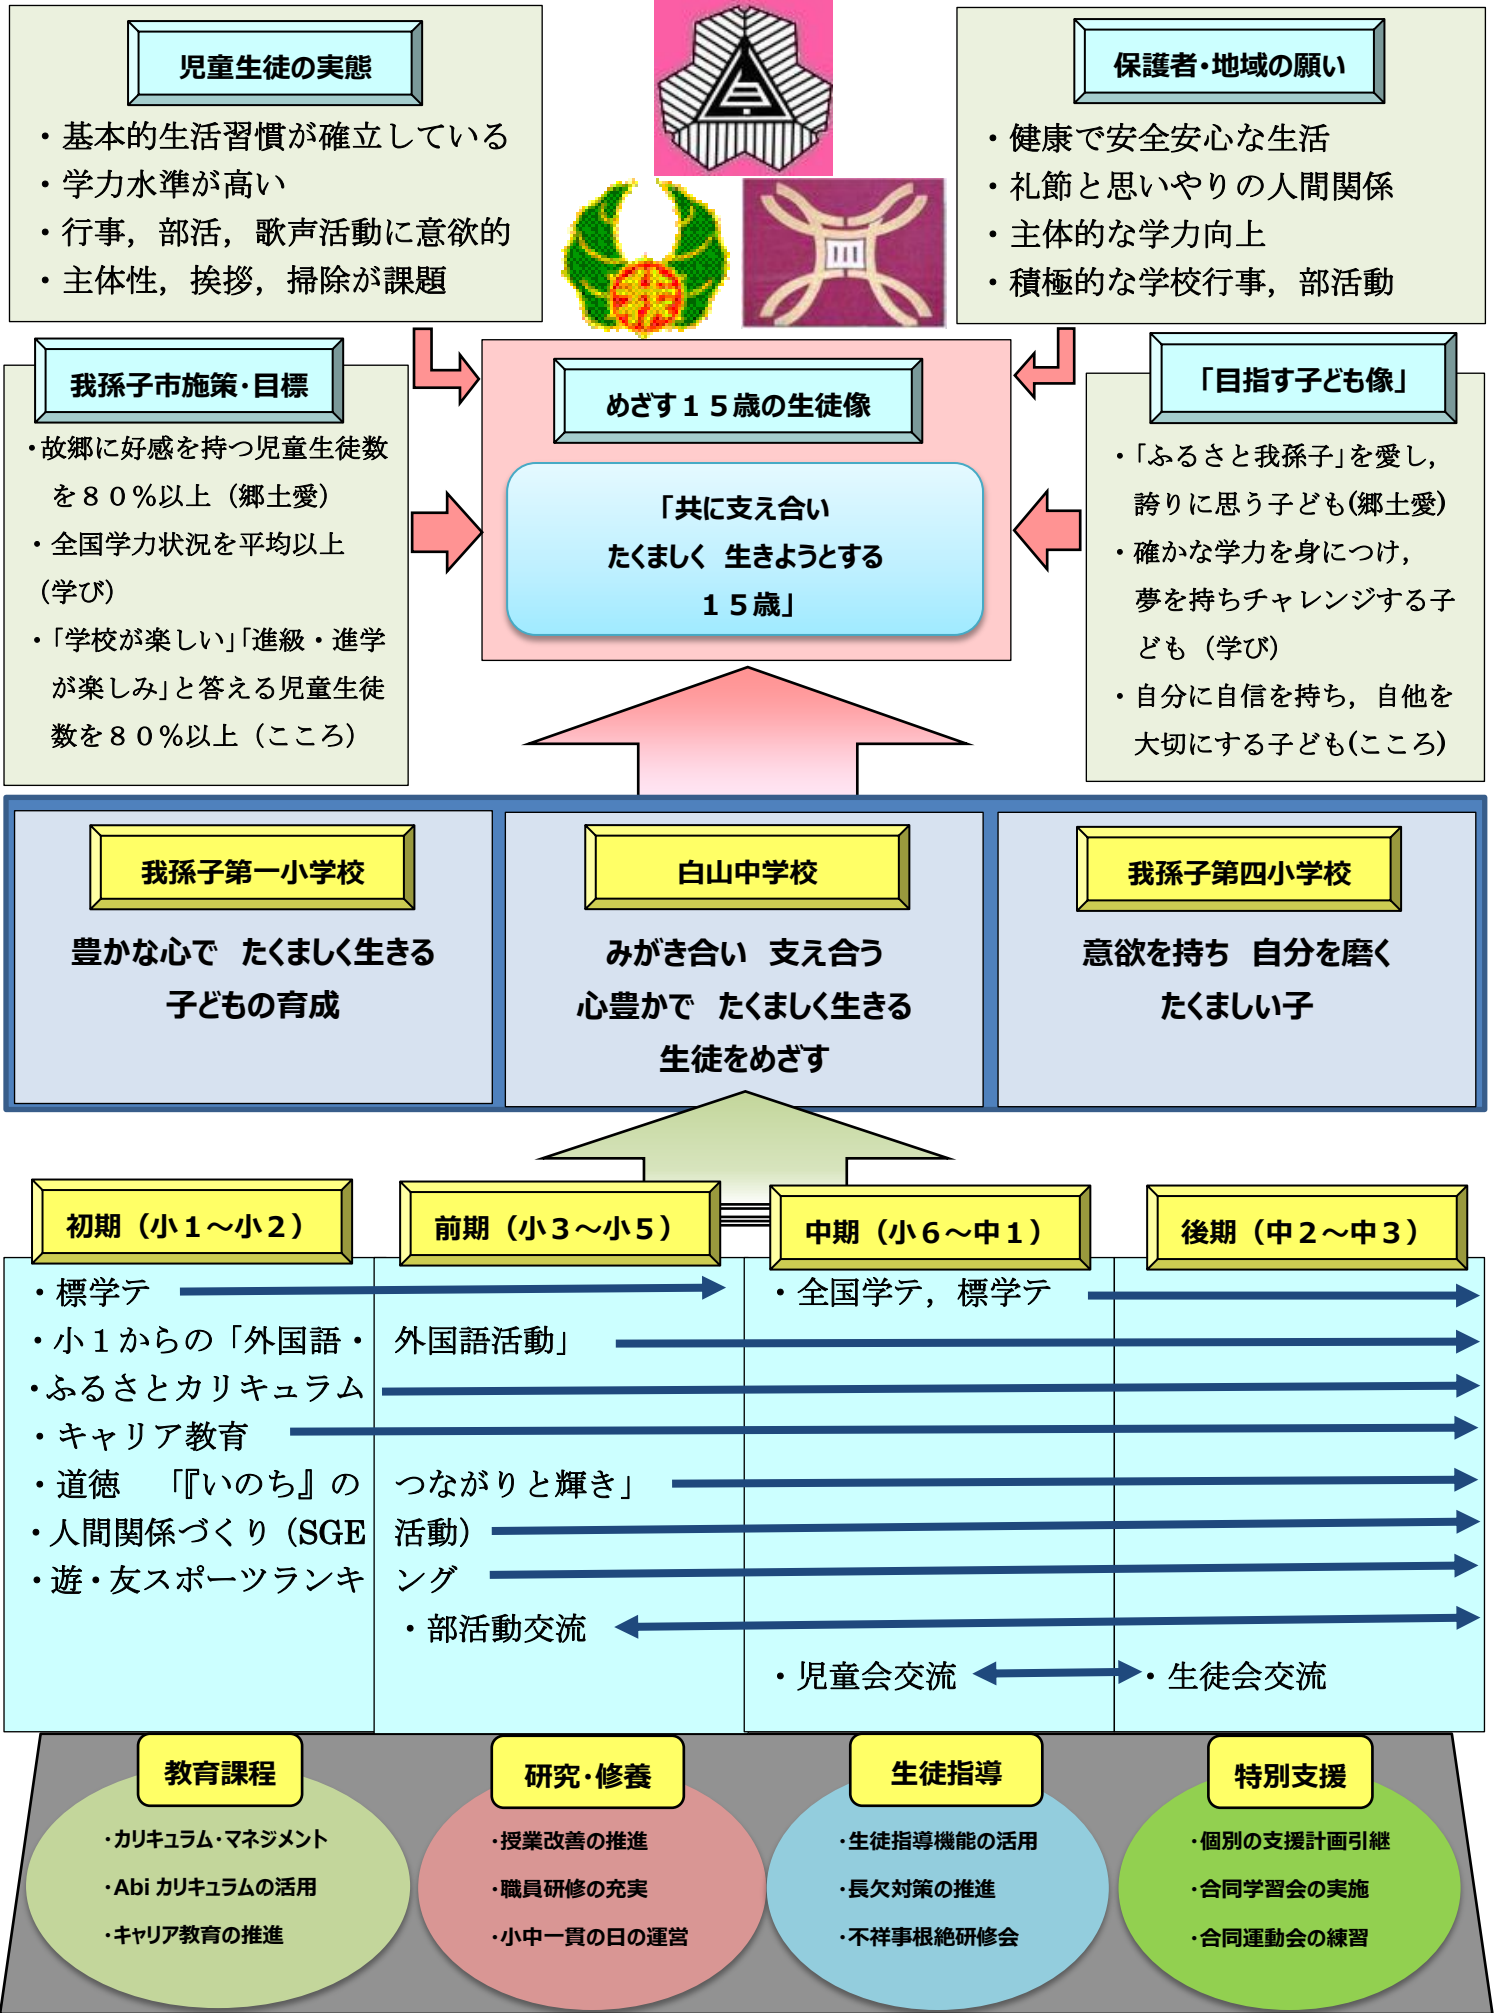 児童生徒の実態
・基本的生活習慣が確立している
・学力水準が高い
・行事，部活，歌声活動に意欲的
・主体性，挨拶，掃除が課題
保護者・地域の願い
・健康で安全安心な生活
・礼節と思いやりの人間関係
・主体的な学力向上
・積極的な学校行事，部活動
我孫子市施策・目標
・故郷に好感を持つ児童生徒数
を８０％以上（郷土愛）
・全国学力状況を平均以上
（学び）
・「学校が楽しい」「進級・進学
が楽しみ」と答える児童生徒
数を８０％以上（こころ）
めざす１５歳の生徒像
「共に支え合い
たくましく　生きようとする
１５歳」
「目指す子ども像」
・「ふるさと我孫子」を愛し，
誇りに思う子ども(郷土愛)
・確かな学力を身につけ，
夢を持ちチャレンジする子
ども（学び）
・自分に自信を持ち，自他を
大切にする子ども(こころ)
我孫子第一小学校
豊かな心で　たくましく生きる
子どもの育成
白山中学校
みがき合い　支え合う
心豊かで　たくましく生きる
生徒をめざす
我孫子第四小学校
意欲を持ち　自分を磨く
たくましい子
初期（小１～小２）
前期（小３～小５）
中期（小６～中１）
後期（中２～中３）
・標学テ
・全国学テ，標学テ
・小１からの「外国語・外国語活動」
・ふるさとカリキュラム
・キャリア教育
・道徳　「『いのち』のつながりと輝き」
・人間関係づくり（SGE活動）
・遊・友スポーツランキング
・部活動交流
・児童会交流
・生徒会交流
教育課程
・カリキュラム・マネジメント
・Abi カリキュラムの活用
・キャリア教育の推進
研究・修養
・授業改善の推進
・職員研修の充実
・小中一貫の日の運営
生徒指導
・生徒指導機能の活用
・長欠対策の推進
・不祥事根絶研修会
特別支援
・個別の支援計画引継
・合同学習会の実施
・合同運動会の練習